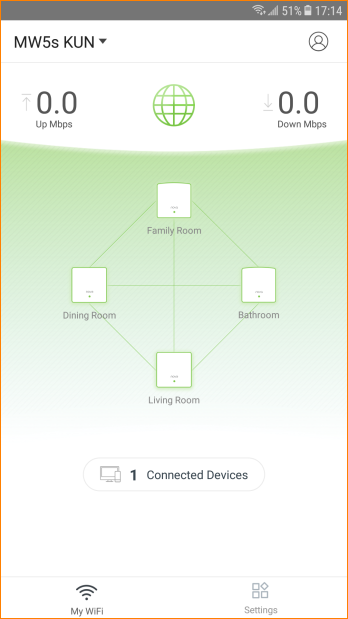 51% 17:14
MW5s KUN
0.0 0.0
Up Mbps Down Mbps
Family Room
Dining Room Bathroom
Living Room
1 Connected Devices
My WiFi Settings